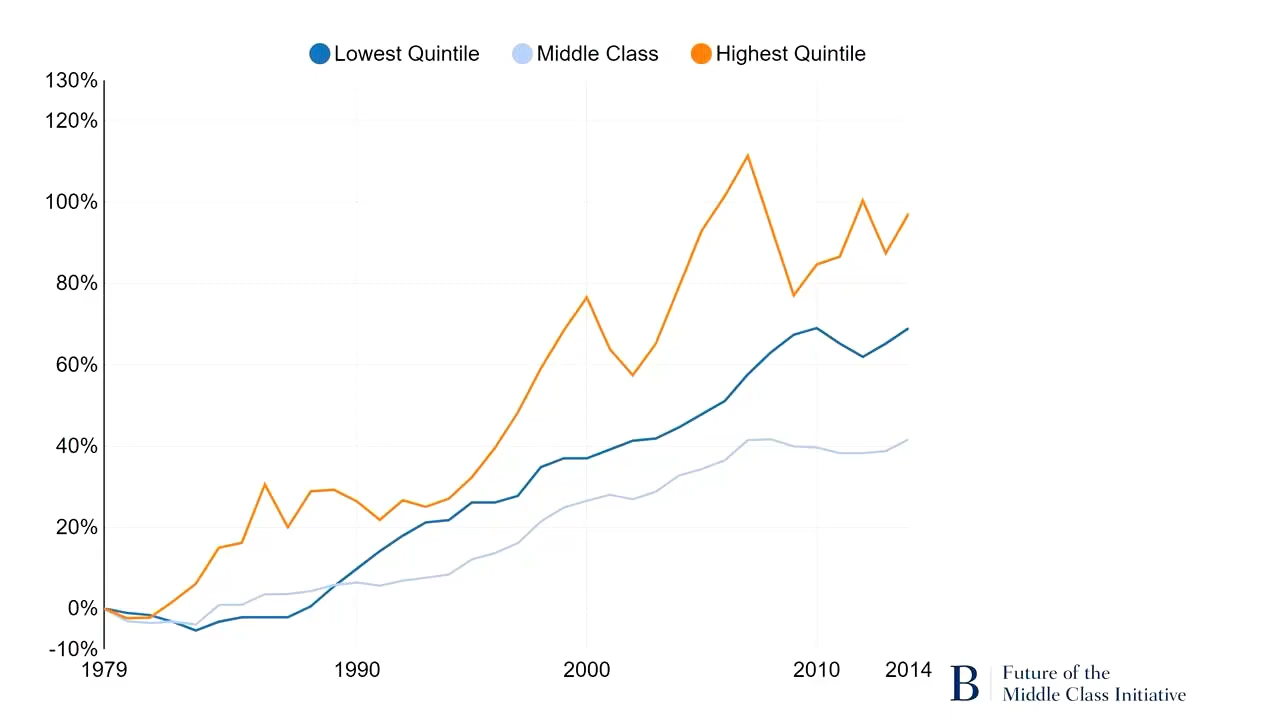 Lowest Quintile Middle Class Highest Quintile
130%
120%
100%
80%
60%
40%
20%
0%
-10%
1979 1990 2000 2010 2014
B Future of the
Middle Class Initiative